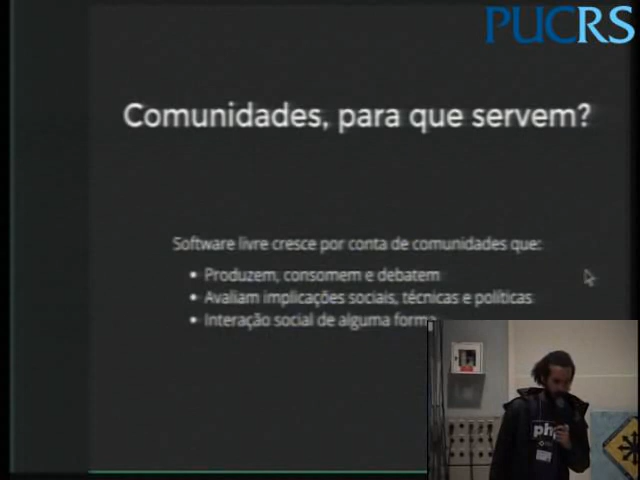 PUCRS
Comunidades, para que servem?
Software livre cresce por conta de comunidades que:
• Produzem, consomem e debatem
• Avaliam implicações sociais, técnicas e políticas
• Interação social de alguma forma
php